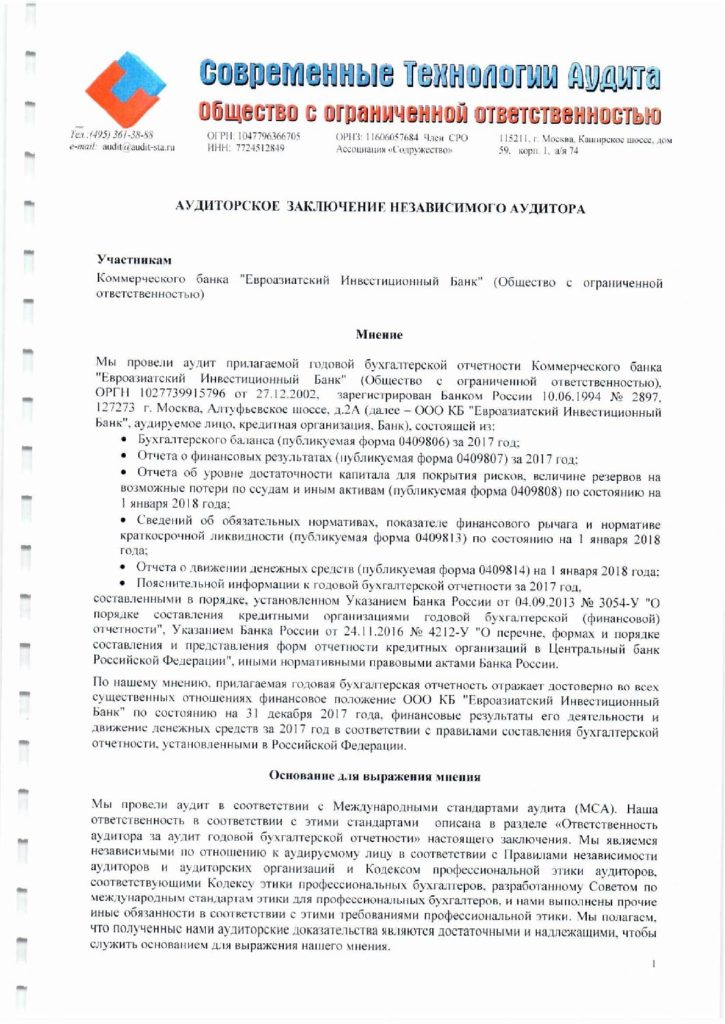 Современные Технологии Аудита
Общество с ограниченной ответственностью
Тел.:(495) 361-38-88
e-mail: audit@audit-sta.ru
ОГРН: 1047796366705
ИНН: 7724512849
ОРНЗ: 11606057684 Член СРО
Ассоциация «Содружество»
115211, г. Москва, Каширское шоссе, дом
59, корп. 1, а/я 74
АУДИТОРСКОЕ ЗАКЛЮЧЕНИЕ НЕЗАВИСИМОГО АУДИТОРА
Участникам
Коммерческого банка "Евроазиатский Инвестиционный Банк" (Общество с ограниченной
ответственностью)
Мнение
Мы провели аудит прилагаемой годовой бухгалтерской отчетности Коммерческого банка
"Евроазиатский Инвестиционный Банк" (Общество с ограниченной ответственностью),
ОРГН 1027739915796 от 27.12.2002, зарегистрирован Банком России 10.06.1994 № 2897,
127273 г. Москва, Алтуфьевское шоссе, д.2А (далее – ООО КБ "Евроазиатский Инвестиционный
Банк", аудируемое лицо, кредитная организация, Банк), состоящей из:
• Бухгалтерского баланса (публикуемая форма 0409806) за 2017 год;
• Отчета о финансовых результатах (публикуемая форма 0409807) за 2017 год;
• Отчета об уровне достаточности капитала для покрытия рисков, величине резервов на
возможные потери по ссудам и иным активам (публикуемая форма 0409808) по состоянию на
1 января 2018 года;
• Сведений об обязательных нормативах, показателе финансового рычага и нормативе
краткосрочной ликвидности (публикуемая форма 0409813) по состоянию на 1 января 2018
года;
• Отчета о движении денежных средств (публикуемая форма 0409814) на 1 января 2018 года;
• Пояснительной информации к годовой бухгалтерской отчетности за 2017 год,
составленными в порядке, установленном Указанием Банка России от 04.09.2013 № 3054-У "О
порядке составления кредитными организациями годовой бухгалтерской (финансовой)
отчетности", Указанием Банка России от 24.11.2016 № 4212-У "О перечне, формах и порядке
составления и представления форм отчетности кредитных организаций в Центральный банк
Российской Федерации", иными нормативными правовыми актами Банка России.
По нашему мнению, прилагаемая годовая бухгалтерская отчетность отражает достоверно во всех
существенных отношениях финансовое положение ООО КБ "Евроазиатский Инвестиционный
Банк" по состоянию на 31 декабря 2017 года, финансовые результаты его деятельности и
движение денежных средств за 2017 год в соответствии с правилами составления бухгалтерской
отчетности, установленными в Российской Федерации.
Основание для выражения мнения
Мы провели аудит в соответствии с Международными стандартами аудита (МСА). Наша
ответственность в соответствии с этими стандартами описана в разделе «Ответственность
аудитора за аудит годовой бухгалтерской отчетности» настоящего заключения. Мы являемся
независимыми по отношению к аудируемому лицу в соответствии с Правилами независимости
аудиторов и аудиторских организаций и Кодексом профессиональной этики аудиторов,
соответствующими Кодексу этики профессиональных бухгалтеров, разработанному Советом по
международным стандартам этики для профессиональных бухгалтеров, и нами выполнены прочие
иные обязанности в соответствии с этими требованиями профессиональной этики. Мы полагаем,
что полученные нами аудиторские доказательства являются достаточными и надлежащими, чтобы
служить основанием для выражения нашего мнения.
1